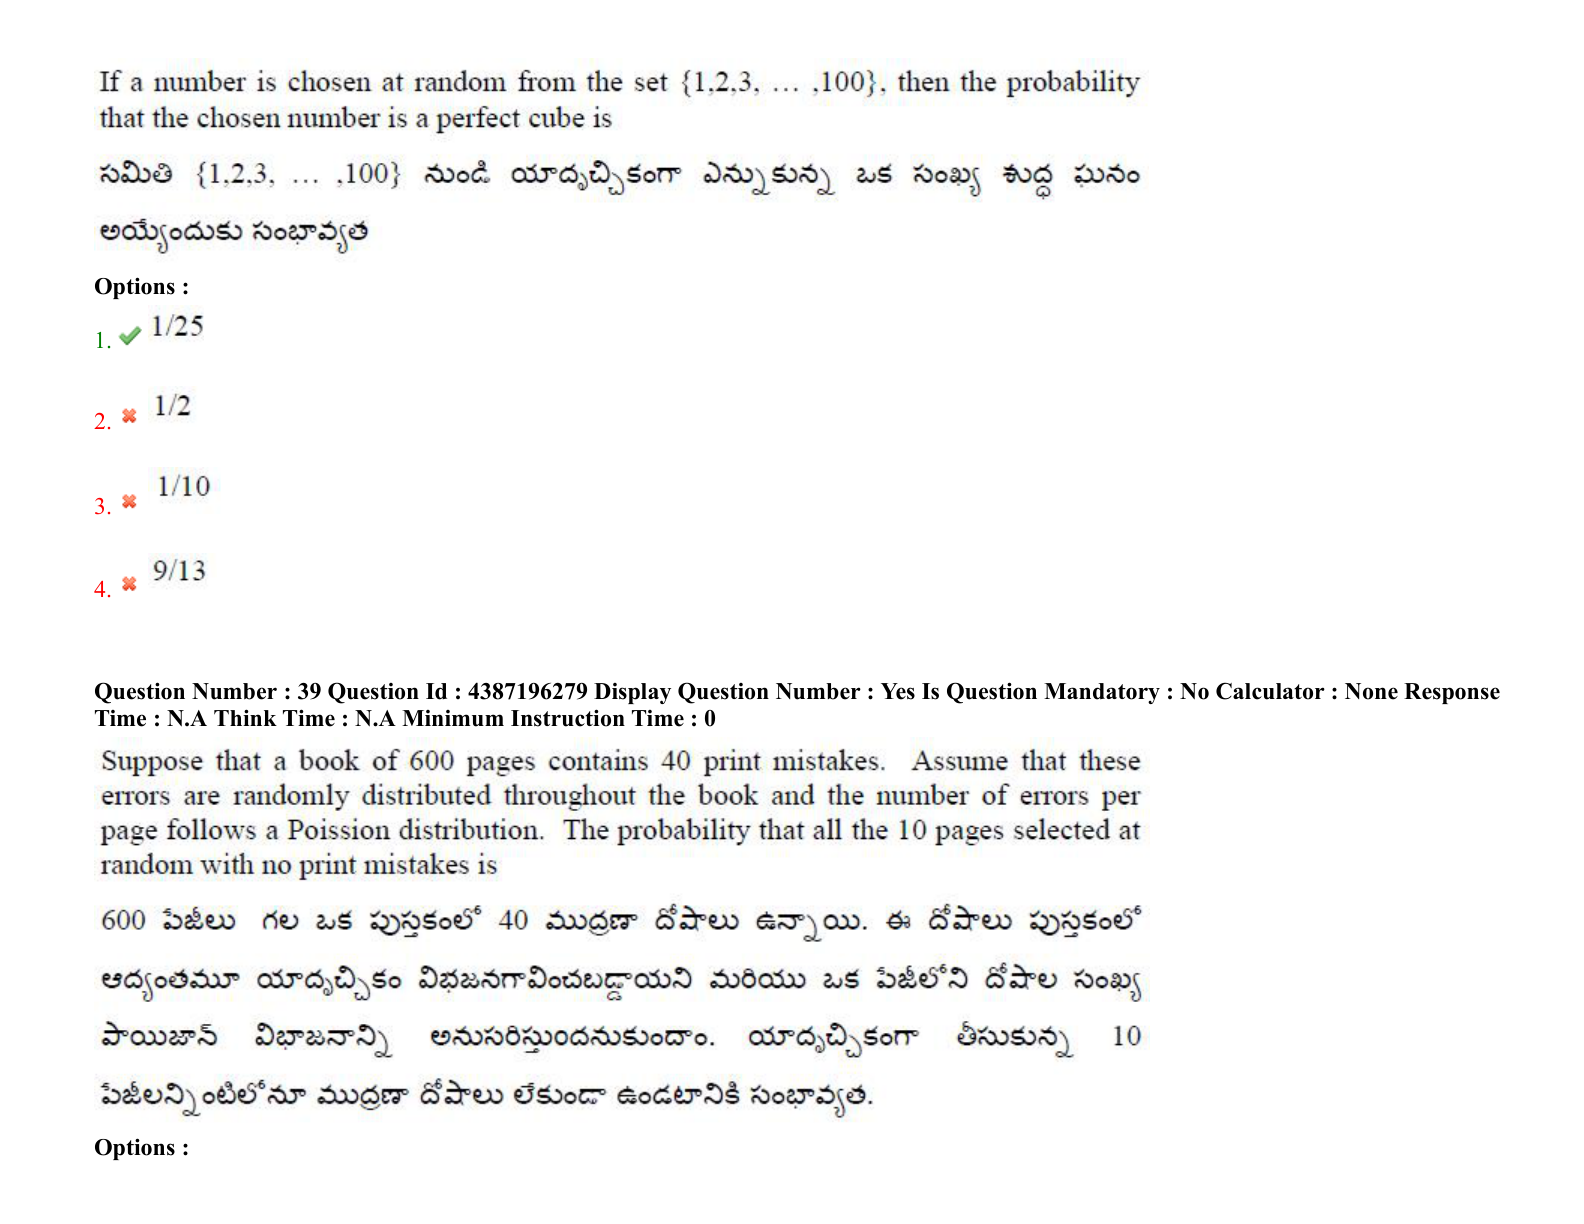 If a number is chosen at random from the set {1,2,3, … ,100}, then the probability
that the chosen number is a perfect cube is
సమితి {1,2,3, … ,100} నుండి యాదృచ్చికంగా ఎన్నుకున్న ఒక సంఖ్య శుద్ధ ఘనం
అయ్యేందుకు సంభావ్యత
Options :
1. 1/25
2. 1/2
3. 1/10
4. 9/13
Question Number : 39 Question Id : 4387196279 Display Question Number : Yes Is Question Mandatory : No Calculator : None Response
Time : N.A Think Time : N.A Minimum Instruction Time : 0
Suppose that a book of 600 pages contains 40 print mistakes. Assume that these
errors are randomly distributed throughout the book and the number of errors per
page follows a Poission distribution. The probability that all the 10 pages selected at
random with no print mistakes is
600 పేజీలు గల ఒక పుస్తకంలో 40 ముద్రణా దోషాలు ఉన్నాయి. ఈ దోషాలు పుస్తకంలో
ఆద్యంతమూ యాదృచ్చికం విభజనగావించబడ్డాయని మరియు ఒక పేజీలోని దోషాల సంఖ్య
పాయిజాన్ విభాజనాన్ని అనుసరిస్తుందనుకుందాం. యాదృచ్చికంగా తీసుకున్న 10
పేజీలన్నింటిలోనూ ముద్రణా దోషాలు లేకుండా ఉండటానికి సంభావ్యత.
Options :